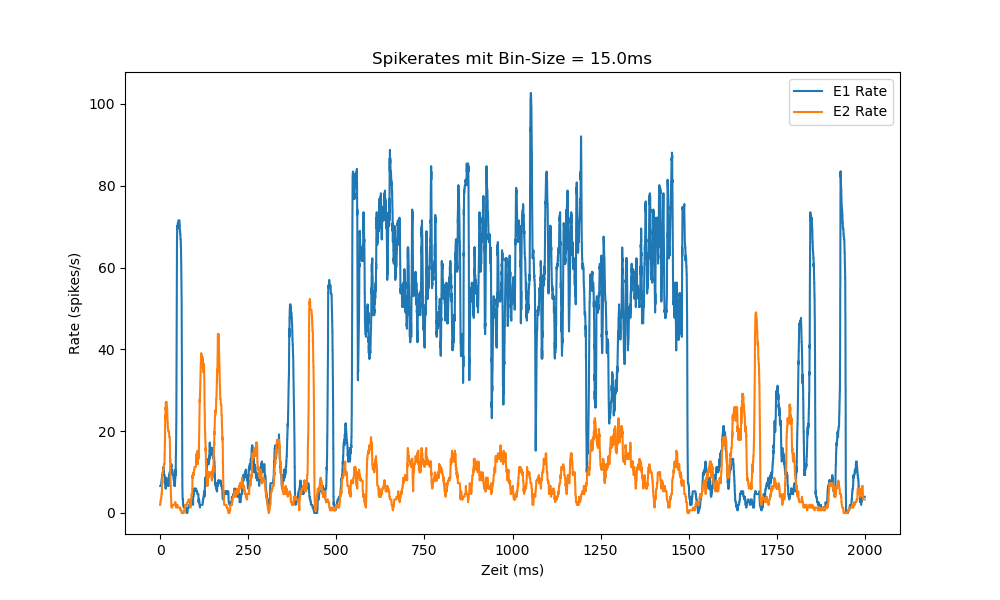 Spikerates mit Bin-Size = 15.0ms
E1 Rate
E2 Rate
100
80
60
40
20
0
Rate (spikes/s)
0 250 500 750 1000 1250 1500 1750 2000
Zeit (ms)